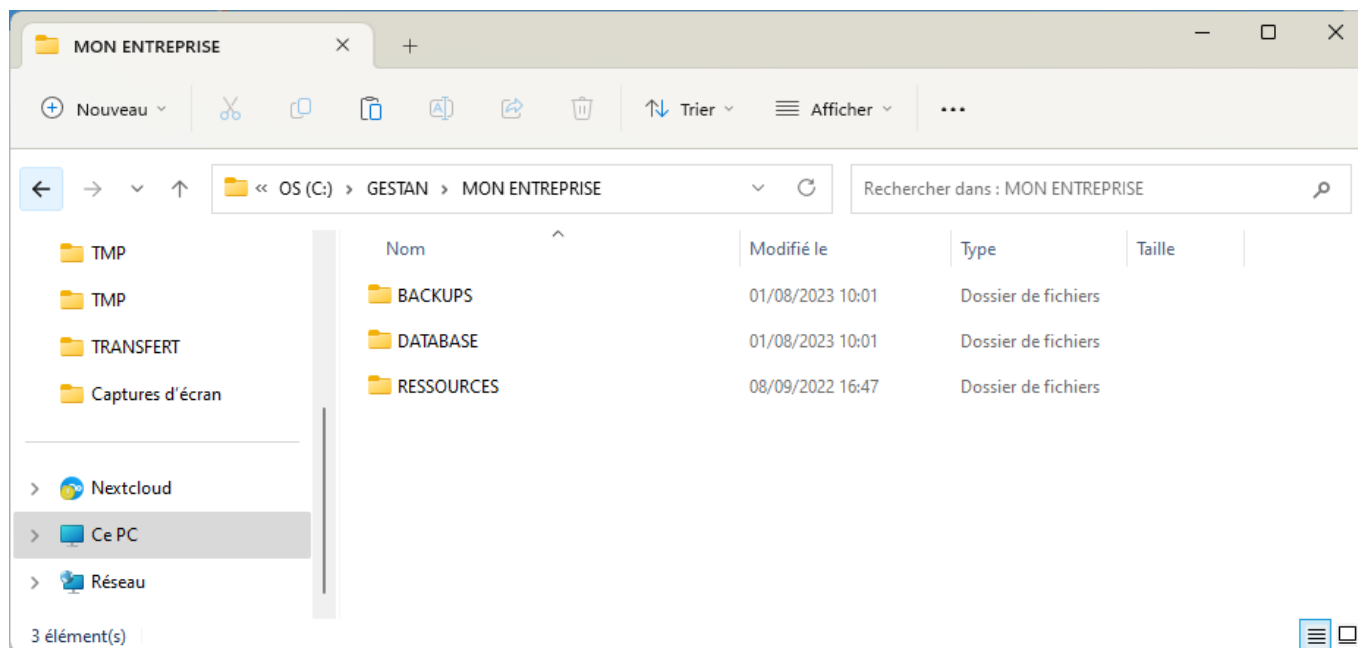 MON ENTREPRISE
Nouveau Trier Afficher
« OS (C:) > GESTAN > MON ENTREPRISE Rechercher dans : MON ENTREPRISE
TMP
TMP
TRANSFERT
Captures d'écran
Nextcloud
Ce PC
Réseau
Nom Modifié le Type Taille
BACKUPS 01/08/2023 10:01 Dossier de fichiers
DATABASE 01/08/2023 10:01 Dossier de fichiers
RESSOURCES 08/09/2022 16:47 Dossier de fichiers
3 élément(s)